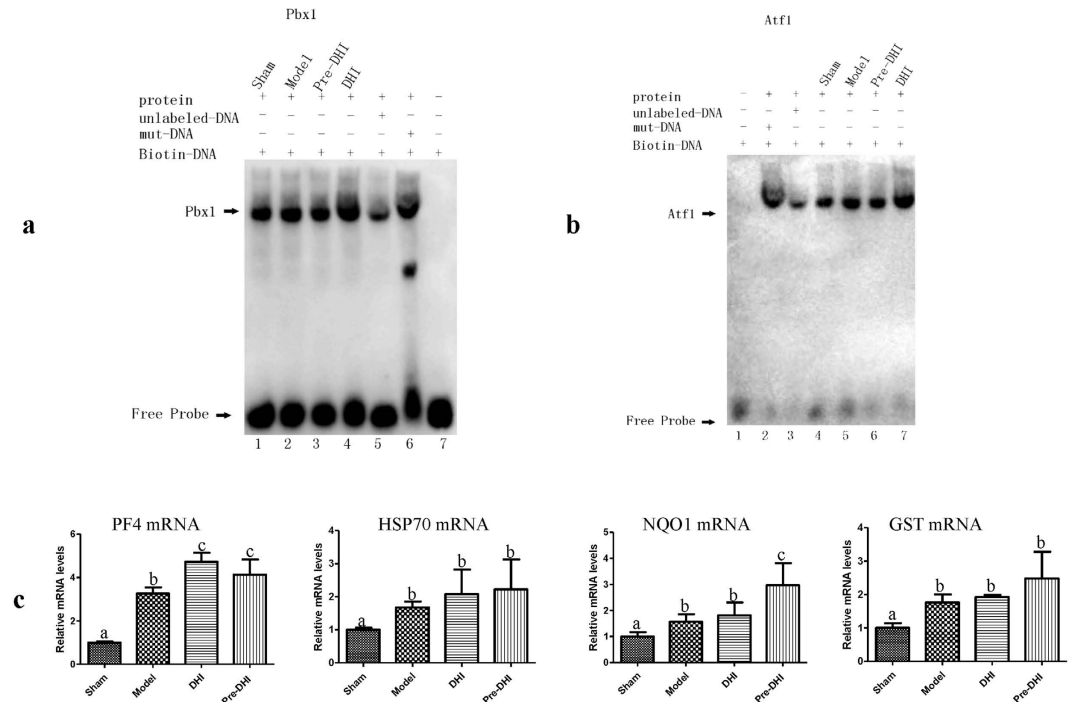 Pbx1
Sham Model Pre-DHI DHI
protein + + + + + + −
unlabeled-DNA − − − − + − −
mut-DNA − − − − − + −
Biotin-DNA + + + + + + +
Pbx1
a
Free Probe
1 2 3 4 5 6 7
Atf1
Sham Model Pre-DHI DHI
protein − + + + + + +
unlabeled-DNA − − + − − − −
mut-DNA − + − − − − −
Biotin-DNA + + + + + + +
Atf1
b
Free Probe
1 2 3 4 5 6 7
c
PF4 mRNA
Relative mRNA levels
6
4
2
0
a b c c
Sham Model DHI Pre-DHI
HSP70 mRNA
Relative mRNA levels
4
3
2
1
0
a b b b
Sham Model DHI Pre-DHI
NQO1 mRNA
Relative mRNA levels
5
4
3
2
1
0
a b b c
Sham Model DHI Pre-DHI
GST mRNA
Relative mRNA levels
4
3
2
1
0
a b b b
Sham Model DHI Pre-DHI